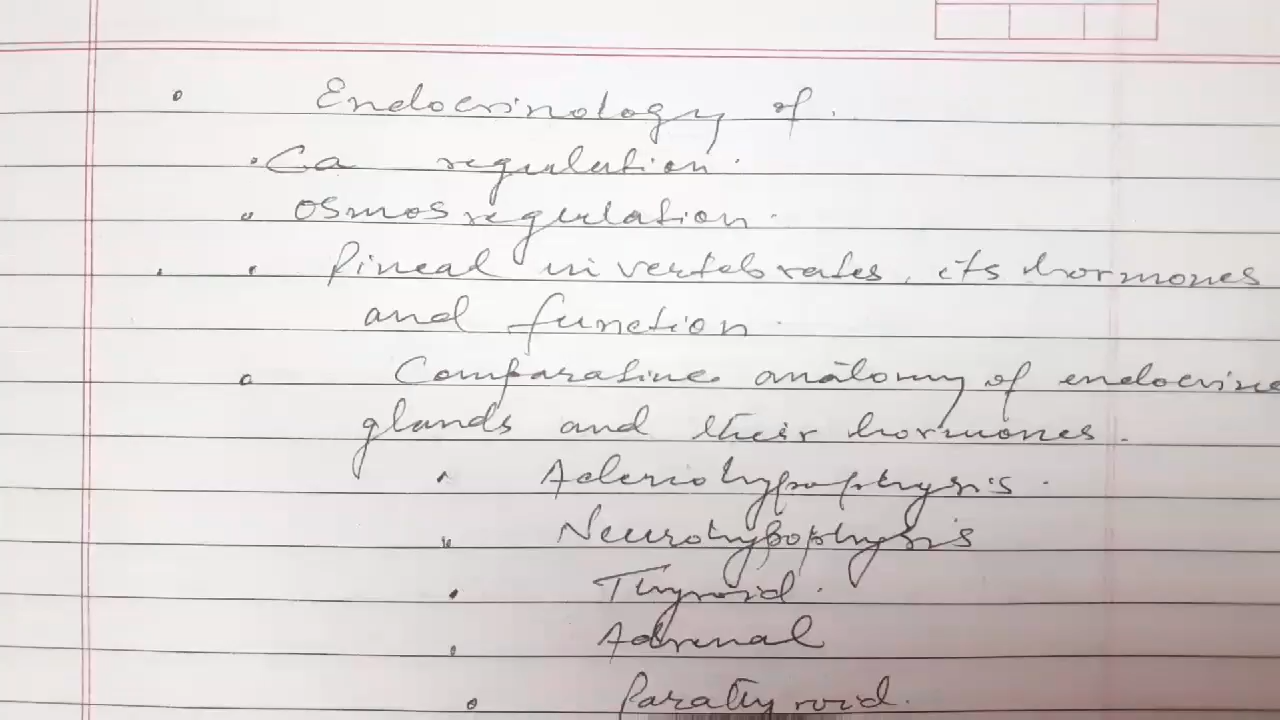 Endocrinology of.
Ca regulation.
Osmosregulation.
Pineal in vertebrates, its hormones
and function.
Comparative anatomy of endocrine
glands and their hormones.
Adenohypophysis.
Neurohypophysis
Thyroid.
Adrenal
Parathyroid.